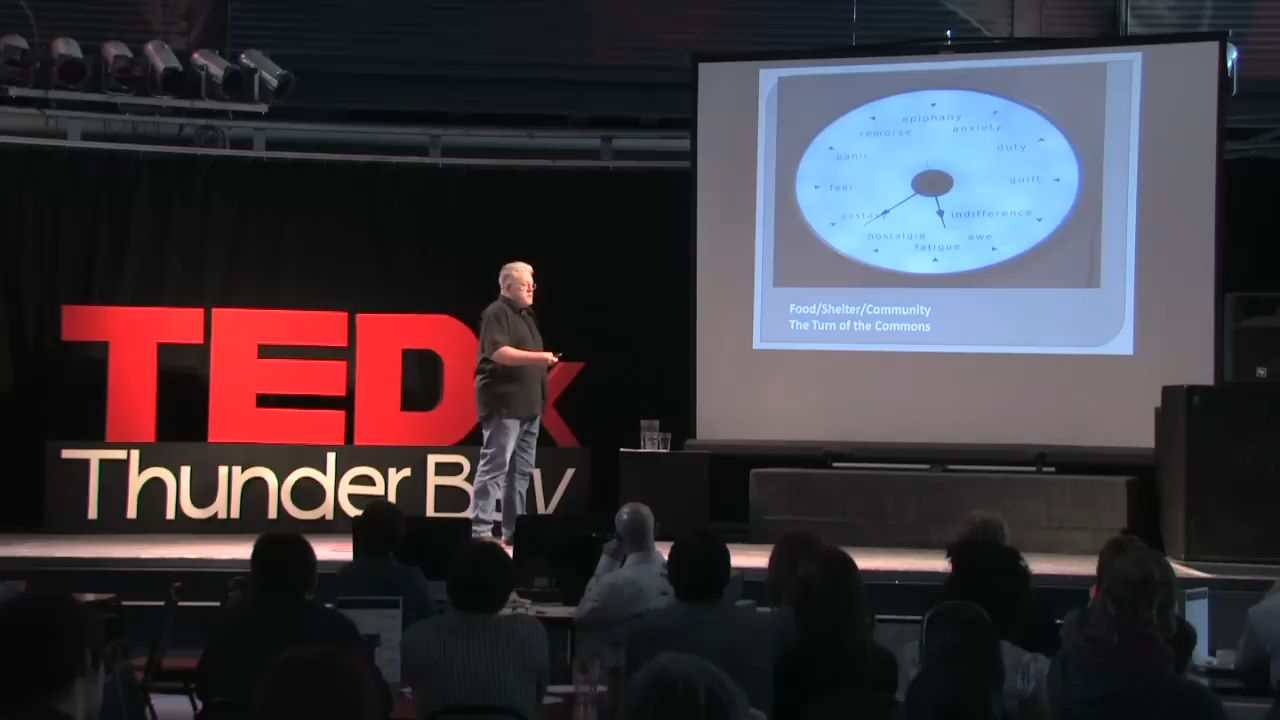 TEDx
Thunder Bay
epiphany
remorse anxiety
panic duty
fear guilt
ecstasy indifference
nostalgia awe
fatigue
Food/Shelter/Community
The Turn of the Commons